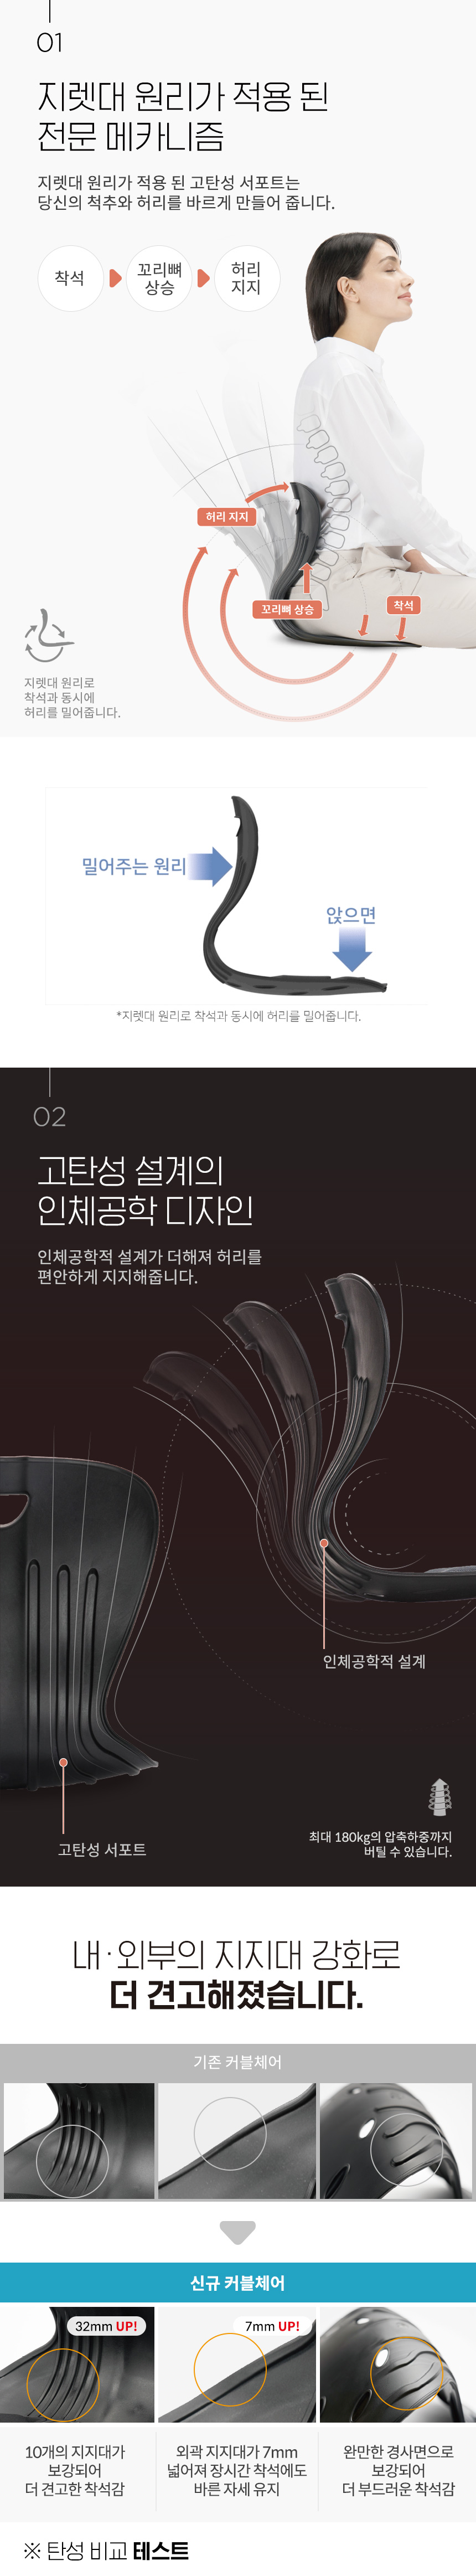 01
지렛대 원리가 적용 된
전문 메카니즘
지렛대 원리가 적용 된 고탄성 서포트는
당신의 척추와 허리를 바르게 만들어 줍니다.
착석
꼬리뼈
상승
허리
지지
허리 지지
꼬리뼈 상승
착석
지렛대 원리로
착석과 동시에
허리를 밀어줍니다.
밀어주는 원리
앉으면
*지렛대 원리로 착석과 동시에 허리를 밀어줍니다.
02
고탄성 설계의
인체공학 디자인
인체공학적 설계가 더해져 허리를
편안하게 지지해줍니다.
인체공학적 설계
고탄성 서포트
최대 180kg의 압축하중까지
버틸 수 있습니다.
내·외부의 지지대 강화로
더 견고해졌습니다.
기존 커블체어
신규 커블체어
32mm UP!
7mm UP!
10개의 지지대가
보강되어
더 견고한 착석감
외곽 지지대가 7mm
넓어져 장시간 착석에도
바른 자세 유지
완만한 경사면으로
보강되어
더 부드러운 착석감
※ 탄성 비교 테스트